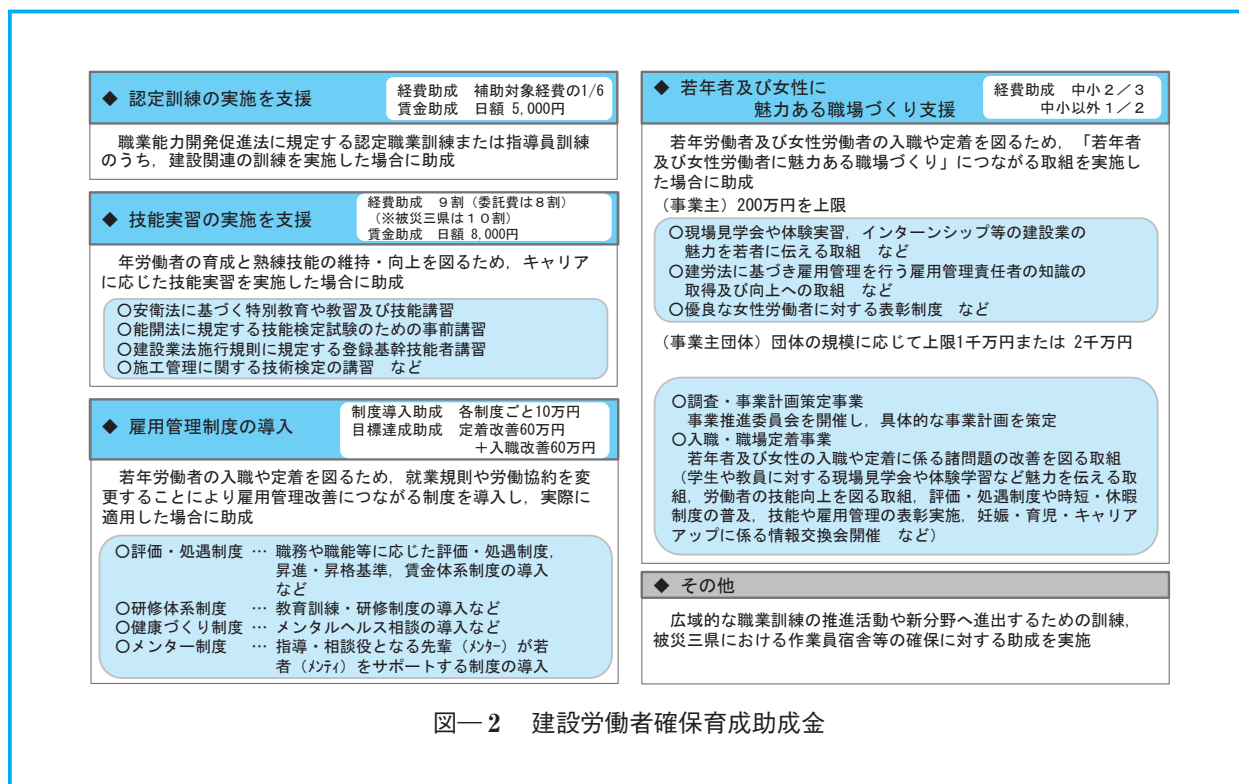 ◆ 認定訓練の実施を支援
経費助成 補助対象経費の1/6
賃金助成 日額 5,000円
職業能力開発促進法に規定する認定職業訓練または指導員訓練
のうち，建設関連の訓練を実施した場合に助成
◆ 技能実習の実施を支援
経費助成 ９割（委託費は８割）
（※被災三県は１０割）
賃金助成 日額 8,000円
年労働者の育成と熟練技能の維持・向上を図るため，キャリア
に応じた技能実習を実施した場合に助成
○安衛法に基づく特別教育や教習及び技能講習
○能開法に規定する技能検定試験のための事前講習
○建設業法施行規則に規定する登録基幹技能者講習
○施工管理に関する技術検定の講習 など
◆ 雇用管理制度の導入
制度導入助成 各制度ごと10万円
目標達成助成 定着改善60万円
＋入職改善60万円
若年労働者の入職や定着を図るため，就業規則や労働協約を変
更することにより雇用管理改善につながる制度を導入し，実際に
適用した場合に助成
○評価・処遇制度 … 職務や職能等に応じた評価・処遇制度，
昇進・昇格基準，賃金体系制度の導入
など
○研修体系制度 … 教育訓練・研修制度の導入など
○健康づくり制度 … メンタルヘルス相談の導入など
○メンター制度 … 指導・相談役となる先輩（ﾒﾝﾀｰ）が若
者（ﾒﾝﾃｨ）をサポートする制度の導入
◆ 若年者及び女性に
魅力ある職場づくり支援
経費助成 中小２／３
中小以外１／２
若年労働者及び女性労働者の入職や定着を図るため，「若年者
及び女性労働者に魅力ある職場づくり」につながる取組を実施し
た場合に助成
（事業主）200万円を上限
○現場見学会や体験実習，インターンシップ等の建設業の
魅力を若者に伝える取組 など
○建労法に基づき雇用管理を行う雇用管理責任者の知識の
取得及び向上への取組 など
○優良な女性労働者に対する表彰制度 など
（事業主団体）団体の規模に応じて上限1千万円または 2千万円
○調査・事業計画策定事業
事業推進委員会を開催し，具体的な事業計画を策定
○入職・職場定着事業
若年者及び女性の入職や定着に係る諸問題の改善を図る取組
（学生や教員に対する現場見学会や体験学習など魅力を伝える取
組，労働者の技能向上を図る取組，評価・処遇制度や時短・休暇
制度の普及，技能や雇用管理の表彰実施，妊娠・育児・キャリア
アップに係る情報交換会開催 など）
◆ その他
広域的な職業訓練の推進活動や新分野へ進出するための訓練，
被災三県における作業員宿舎等の確保に対する助成を実施
図―2 建設労働者確保育成助成金